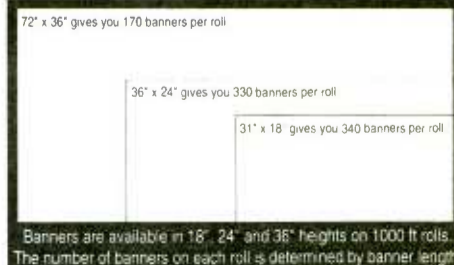 72" x 36" gives you 170 banners per roll
36" x 24" gives you 330 banners per roll
31" x 18 gives you 340 banners per roll
Banners are available in 18" 24" and 36" heights on 1000 ft rolls.
The number of banners on each roll is determined by banner length